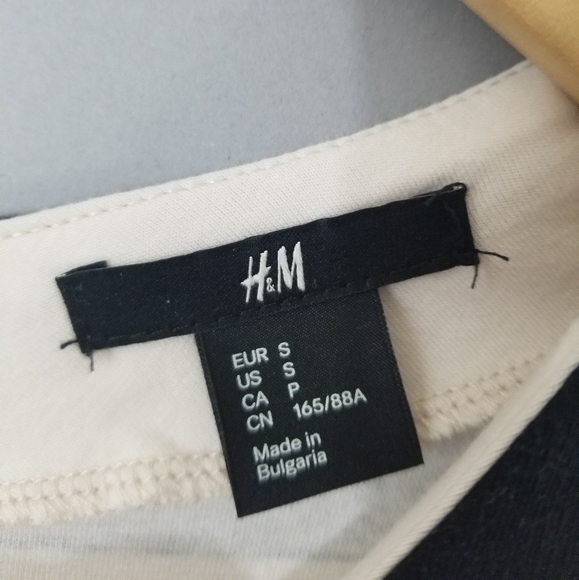 H&M
EUR S
US S
CA P
CN 165/88A
Made in
Bulgaria